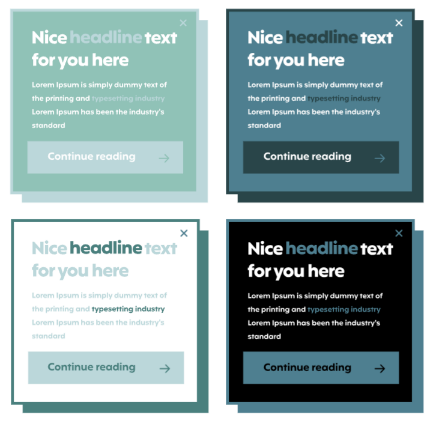 Nice headline text
for you here
Lorem Ipsum is simply dummy text of
the printing and typesetting industry
Lorem Ipsum has been the industry's
standard
Continue reading →
Nice headline text
for you here
Lorem Ipsum is simply dummy text of
the printing and typesetting industry
Lorem Ipsum has been the industry's
standard
Continue reading →
Nice headline text
for you here
Lorem Ipsum is simply dummy text of
the printing and typesetting industry
Lorem Ipsum has been the industry's
standard
Continue reading →
Nice headline text
for you here
Lorem Ipsum is simply dummy text of
the printing and typesetting industry
Lorem Ipsum has been the industry's
standard
Continue reading →